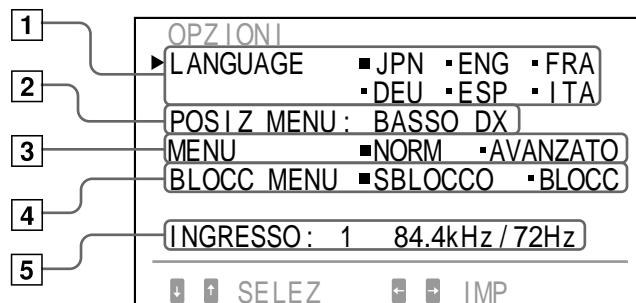 OPZIONI
1
▶LANGUAGE ■JPN ▪ENG ▪FRA
2
▪DEU ▪ESP ▪ITA
POSIZ MENU: BASSO DX
3
MENU ■NORM ▪AVANZATO
4
BLOCC MENU ■SBLOCCO ▪BLOCC
5
INGRESSO: 1 84.4kHz/72Hz
↓ ↑ SELEZ ← → IMP